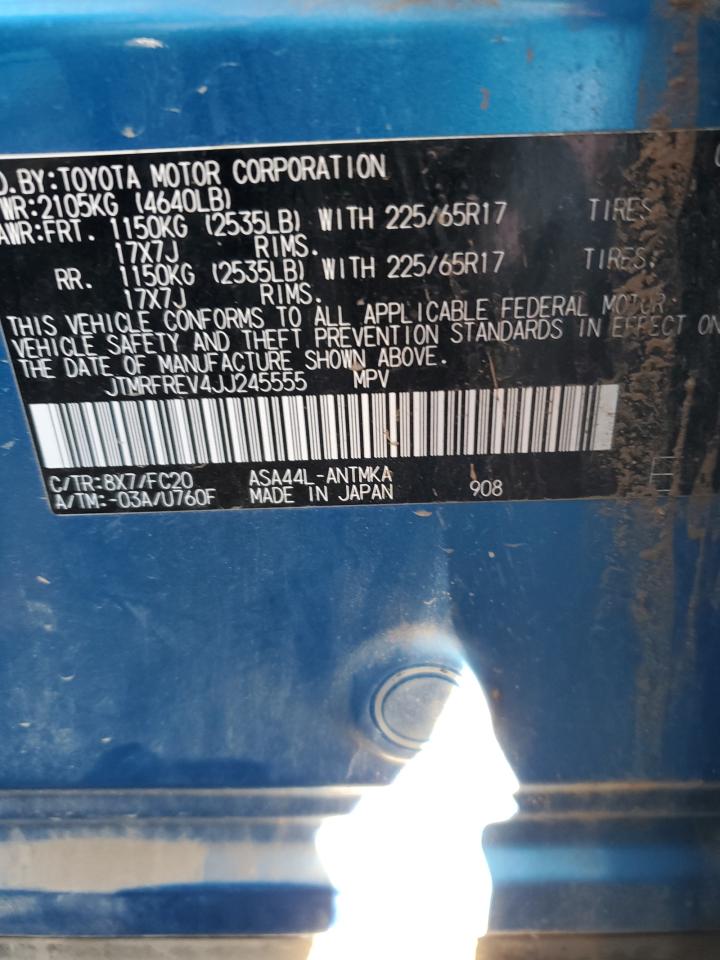 D.BY:TOYOTA MOTOR CORPORATION
WR:2105KG (4640LB)
AWR:FRT. 1150KG (2535LB) WITH 225/65R17 TIRES
17X7J RIMS.
RR. 1150KG (2535LB) WITH 225/65R17 TIRES.
17X7J RIMS.
THIS VEHICLE CONFORMS TO ALL APPLICABLE FEDERAL MOTOR
VEHICLE SAFETY AND THEFT PREVENTION STANDARDS IN EFFECT ON
THE DATE OF MANUFACTURE SHOWN ABOVE.
JTMRFREV4JJ245555 MPV
C/TR:8X7/FC20 ASA44L-ANTMKA
A/TM:-03A/U760F MADE IN JAPAN 908